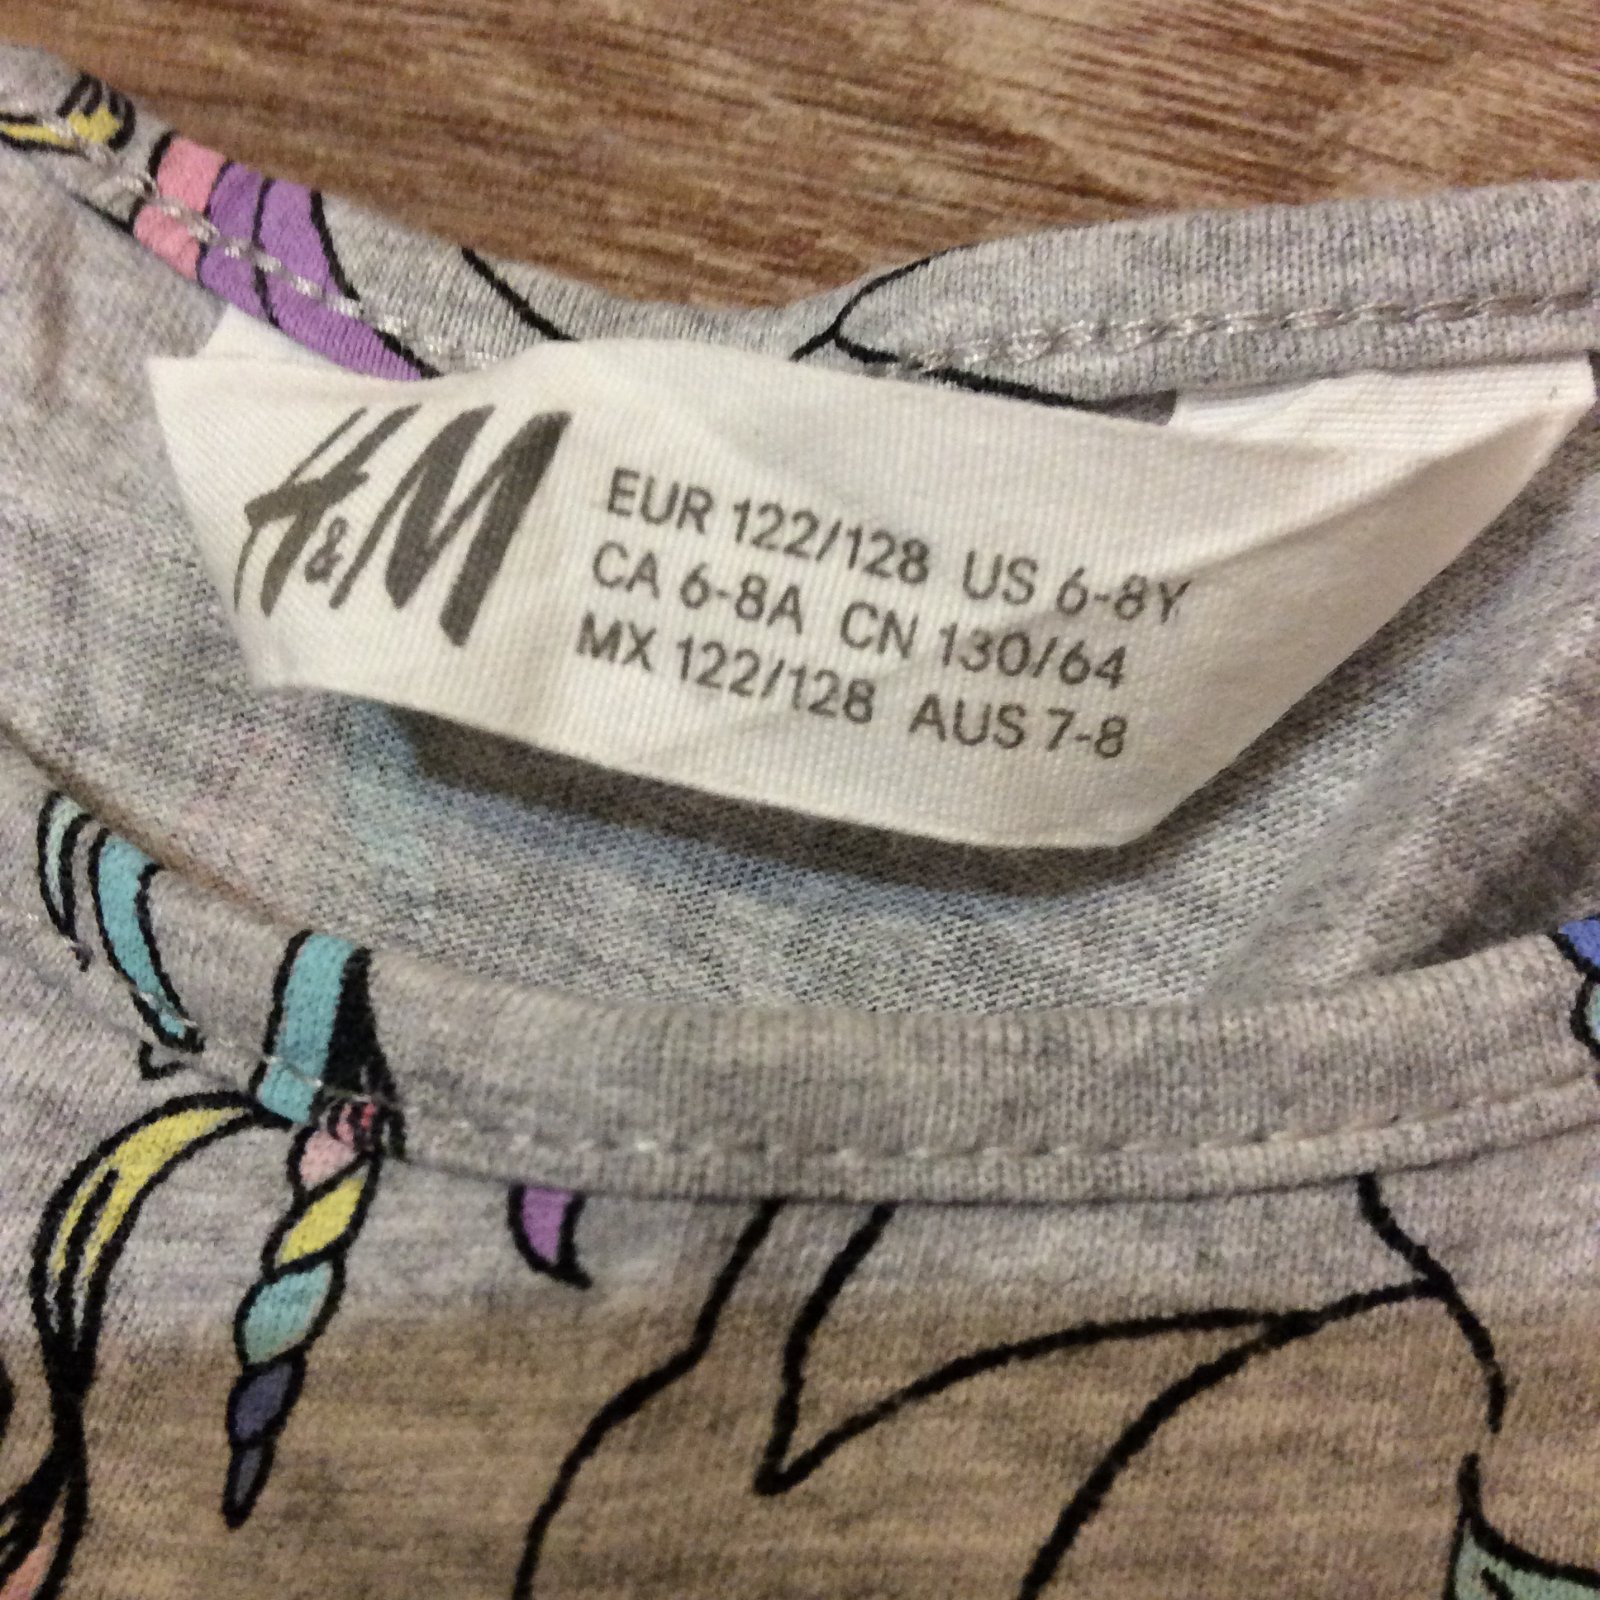 H&M
EUR 122/128 US 6-8Y
CA 6-8A CN 130/64
MX 122/128 AUS 7-8